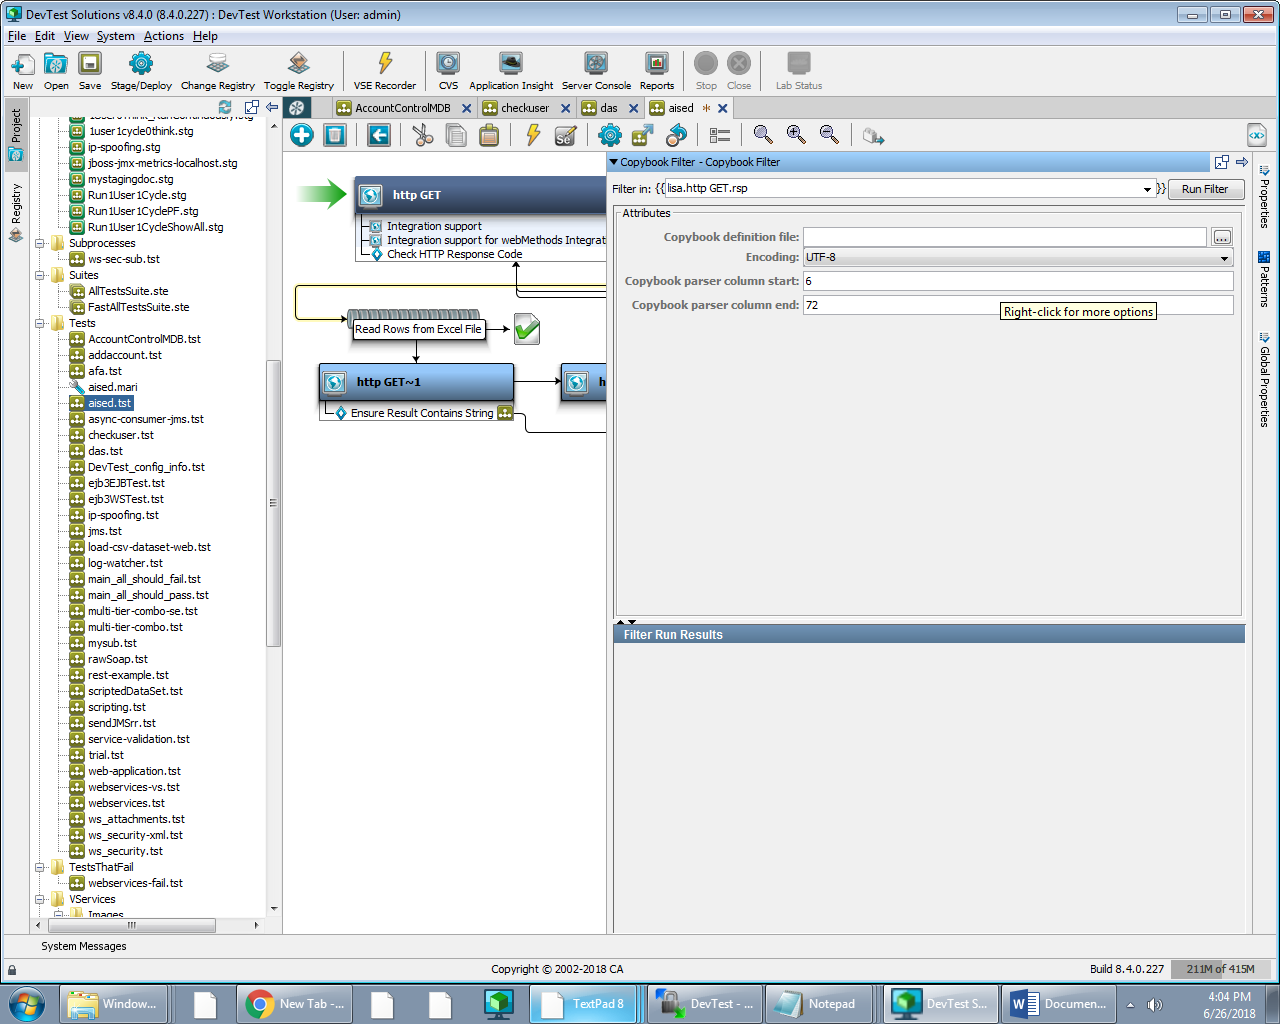 DevTest Solutions v8.4.0 (8.4.0.227) : DevTest Workstation (User: admin)
File Edit View System Actions Help
New Open Save Stage/Deploy Change Registry Toggle Registry VSE Recorder CVS Application Insight Server Console Reports Stop Close Lab Status
Project
Registry
1user1cycle0think.stg
ip-spoofing.stg
jboss-jmx-metrics-localhost.stg
mystagingdoc.stg
Run1User1Cycle.stg
Run1User1CyclePF.stg
Run1User1CycleShowAll.stg
Subprocesses
ws-sec-sub.tst
Suites
AllTestsSuite.ste
FastAllTestsSuite.ste
Tests
AccountControlMDB.tst
addaccount.tst
afa.tst
aised.mari
aised.tst
async-consumer-jms.tst
checkuser.tst
das.tst
DevTest_config_info.tst
ejb3EJBTest.tst
ejb3WSTest.tst
ip-spoofing.tst
jms.tst
load-csv-dataset-web.tst
log-watcher.tst
main_all_should_fail.tst
main_all_should_pass.tst
multi-tier-combo-se.tst
multi-tier-combo.tst
mysub.tst
rawSoap.tst
rest-example.tst
scriptedDataSet.tst
scripting.tst
sendJMSrr.tst
service-validation.tst
trial.tst
web-application.tst
webservices-vs.tst
webservices.tst
ws_attachments.tst
ws_security-xml.tst
ws_security.tst
TestsThatFail
webservices-fail.tst
VServices
Images
AccountControlMDB checkuser das aised
http GET
Integration support
Integration support for webMethods Integrat
Check HTTP Response Code
Read Rows from Excel File
http GET~1
Ensure Result Contains String
h
Copybook Filter - Copybook Filter
Filter in: {{ lisa.http GET.rsp }} Run Filter
Attributes
Copybook definition file: ...
Encoding: UTF-8
Copybook parser column start: 6
Copybook parser column end: 72
Right-click for more options
Filter Run Results
Properties
Patterns
Global Properties
System Messages
Copyright © 2002-2018 CA
Build 8.4.0.227 211M of 415M
Window... New Tab -... TextPad 8 DevTest - ... Notepad DevTest S... Documen...
4:04 PM
6/26/2018